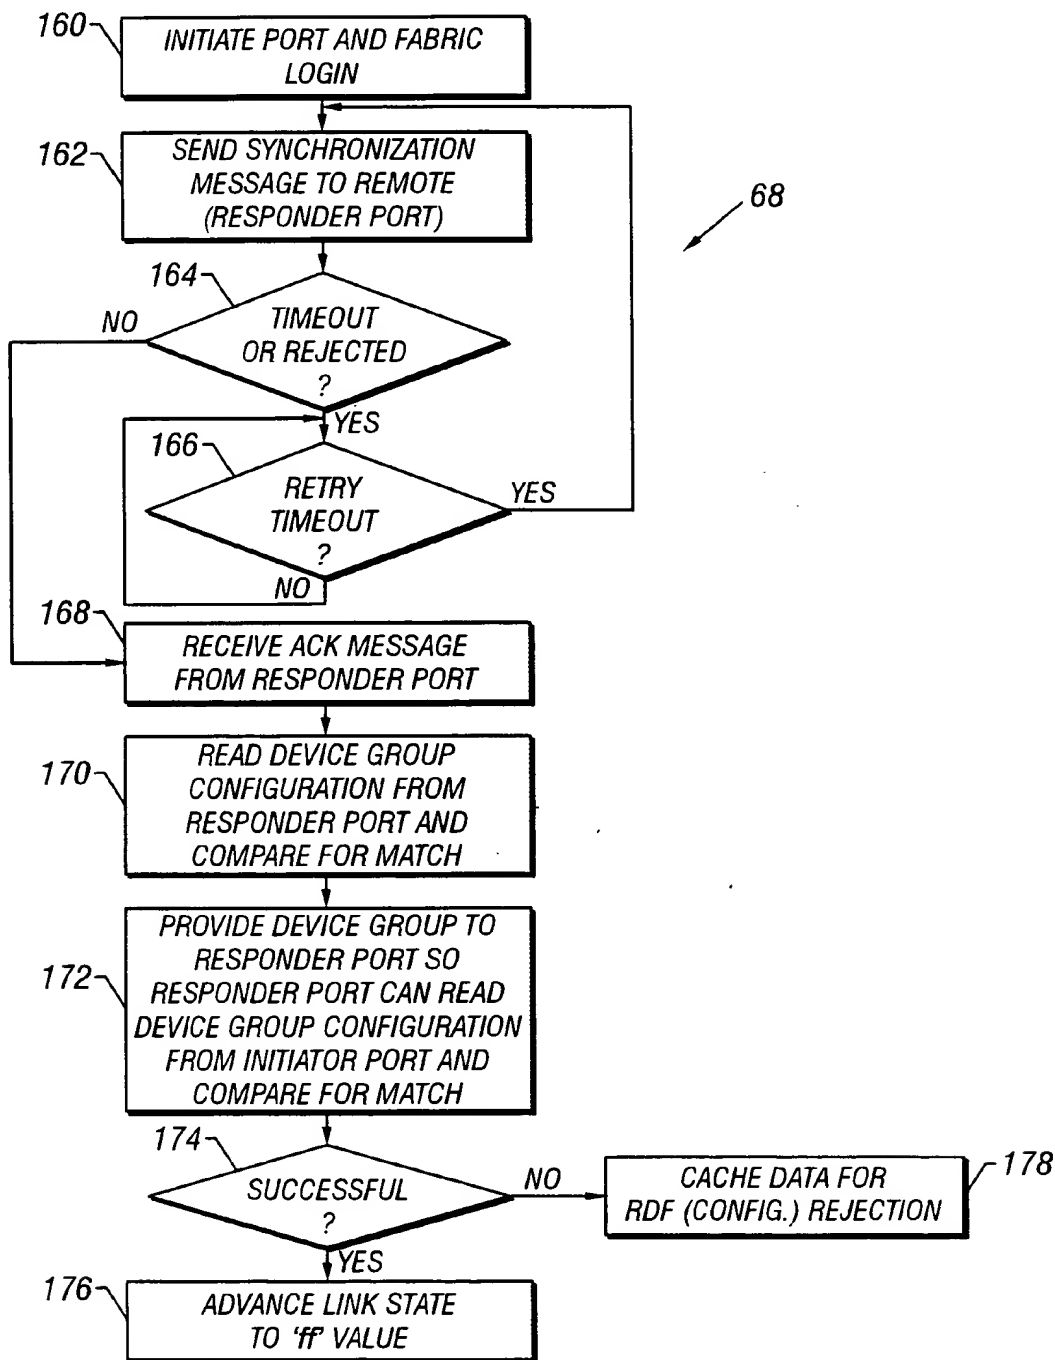 160
INITIATE PORT AND FABRIC
LOGIN
162
SEND SYNCHRONIZATION
MESSAGE TO REMOTE
(RESPONDER PORT)
68
164
NO
TIMEOUT
OR REJECTED
?
YES
166
RETRY
TIMEOUT
?
YES
NO
168
RECEIVE ACK MESSAGE
FROM RESPONDER PORT
170
READ DEVICE GROUP
CONFIGURATION FROM
RESPONDER PORT AND
COMPARE FOR MATCH
172
PROVIDE DEVICE GROUP TO
RESPONDER PORT SO
RESPONDER PORT CAN READ
DEVICE GROUP CONFIGURATION
FROM INITIATOR PORT AND
COMPARE FOR MATCH
174
SUCCESSFUL
?
NO
CACHE DATA FOR
RDF (CONFIG.) REJECTION
178
YES
176
ADVANCE LINK STATE
TO 'ff' VALUE